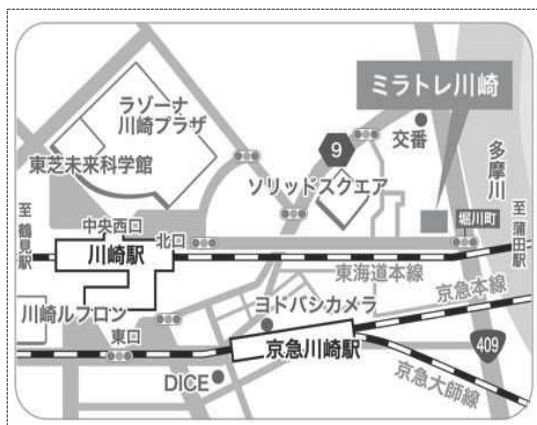 ミラトレ川崎
ラゾーナ
川崎プラザ
9
交番
東芝未来科学館
ソリッドスクエア
多摩川
至 鶴見駅
中央西口
北口
堀川町
至 蒲田駅
川崎駅
東海道本線
京急本線
川崎ルフロン
ヨドバシカメラ
東口
京急川崎駅
409
DICE
京急大師線